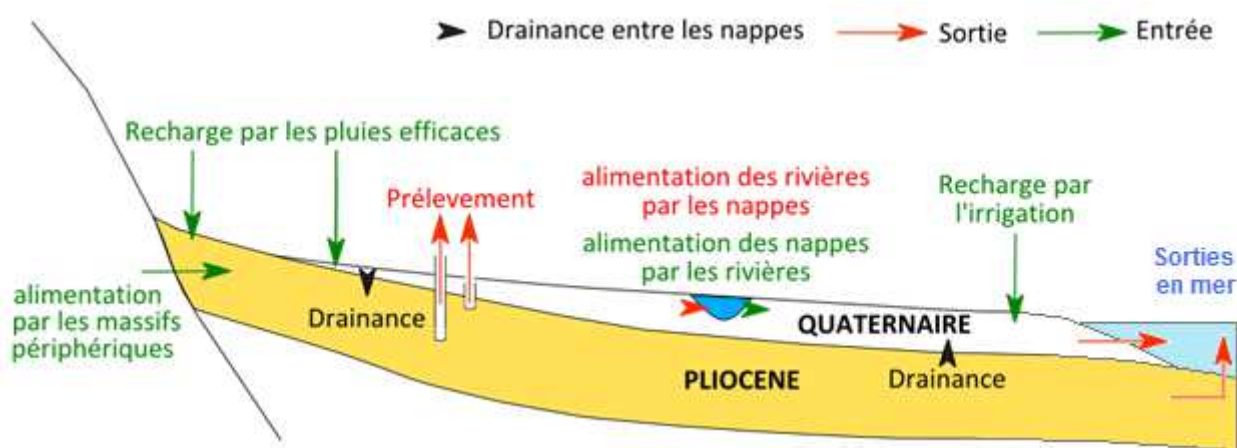 Drainance entre les nappes
Sortie
Entrée
Recharge par les pluies efficaces
Prélevement
alimentation des rivières
par les nappes
alimentation des nappes
par les rivières
Recharge par
l'irrigation
Sorties
en mer
alimentation
par les massifs
périphériques
Drainance
QUATERNAIRE
PLIOCENE
Drainance